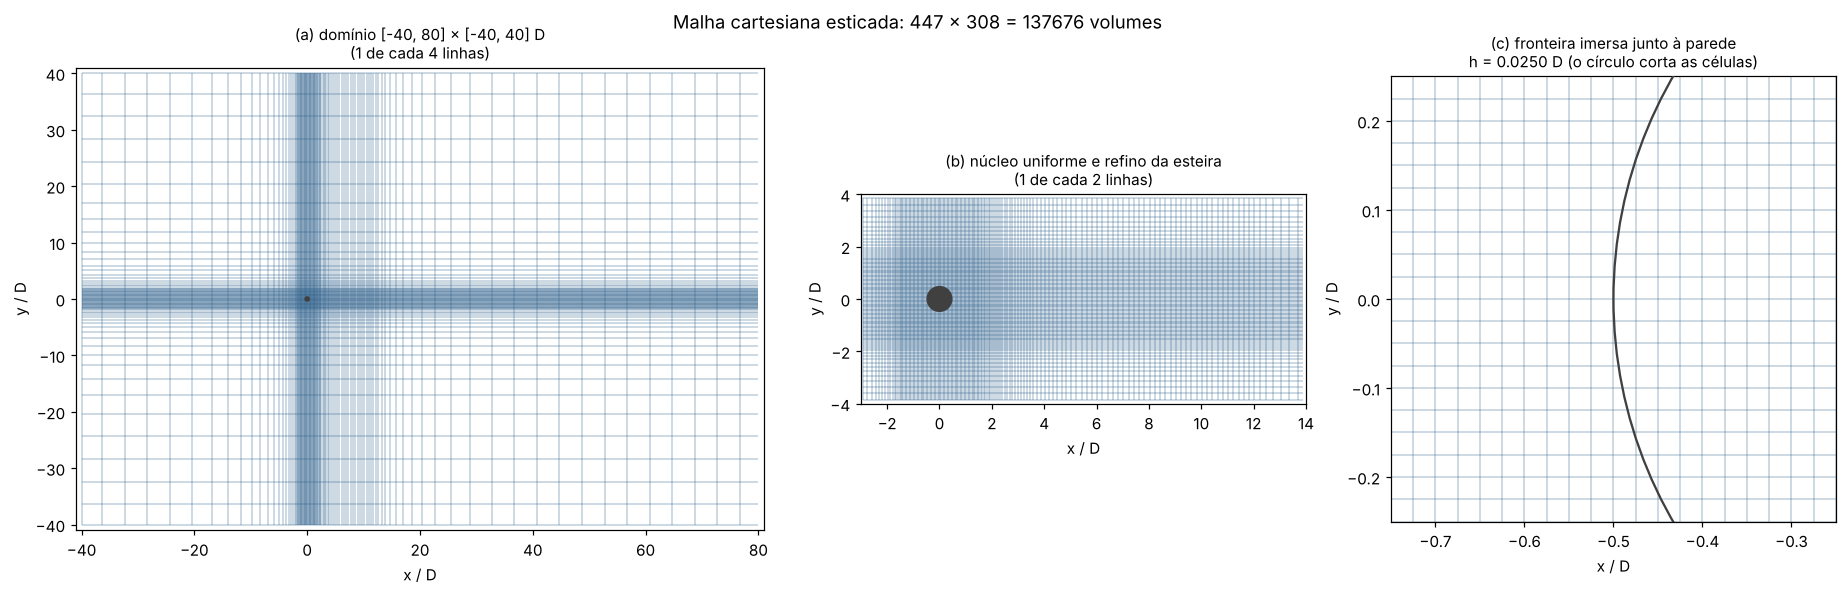 Malha cartesiana esticada: 447 × 308 = 137676 volumes
(a) domínio [-40, 80] × [-40, 40] D
(1 de cada 4 linhas)
40
30
20
10
0
−10
−20
−30
−40
y / D
−40 −20 0 20 40 60 80
x / D
(b) núcleo uniforme e refino da esteira
(1 de cada 2 linhas)
4
2
0
−2
−4
y / D
−2 0 2 4 6 8 10 12 14
x / D
(c) fronteira imersa junto à parede
h = 0.0250 D (o círculo corta as células)
0.2
0.1
0.0
−0.1
−0.2
y / D
−0.7 −0.6 −0.5 −0.4 −0.3
x / D